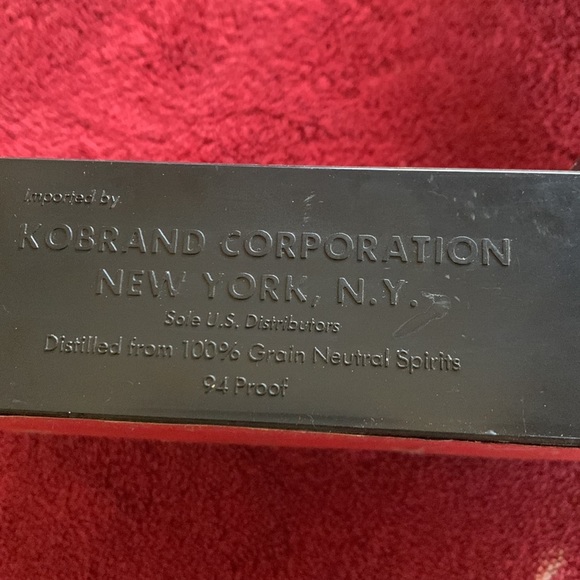 Imported by
KOBRAND CORPORATION
NEW YORK, N.Y.
Sole U.S. Distributors
Distilled from 100% Grain Neutral Spirits
94 Proof